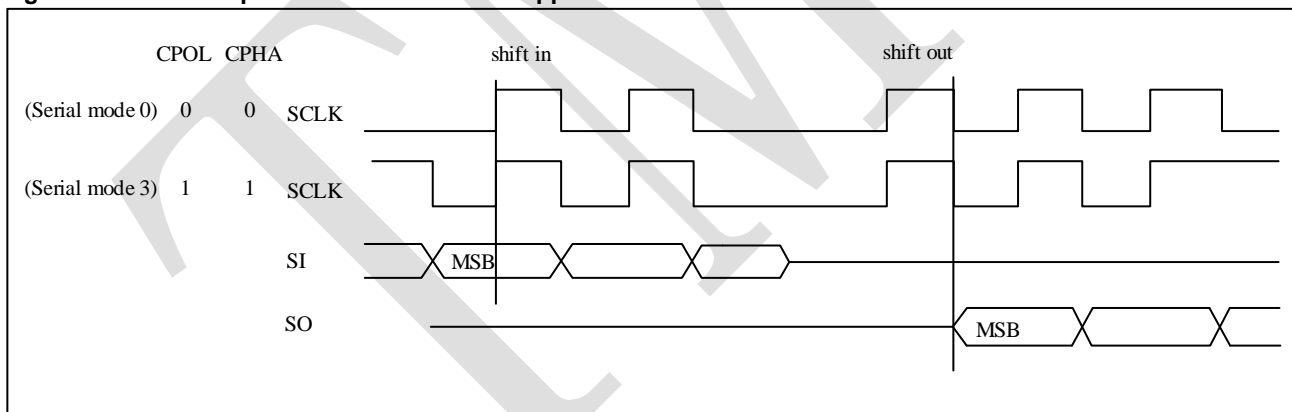 CPOL CPHA shift in shift out
(Serial mode 0) 0 0 SCLK
(Serial mode 3) 1 1 SCLK
SI MSB
SO MSB